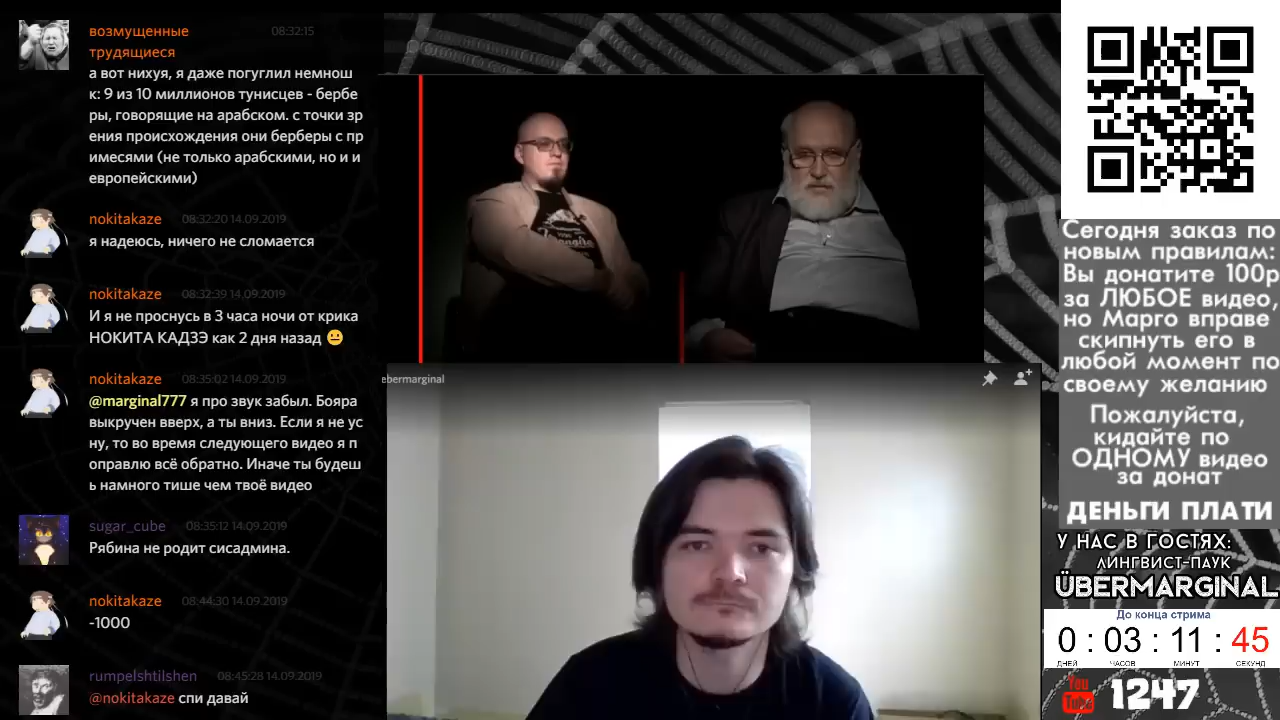 возмущенные
трудящиеся
08:32:15
а вот нихуя, я даже погуглил немнош
к: 9 из 10 миллионов тунисцев - бербе
ры, говорящие на арабском. с точки зр
ения происхождения они берберы с пр
имесями (не только арабскими, но и и
европейскими)
nokitakaze 08:32:20 14.09.2019
я надеюсь, ничего не сломается
nokitakaze 08:32:39 14.09.2019
И я не проснусь в 3 часа ночи от крика
НОКИТА КАДЗЭ как 2 дня назад 😐
nokitakaze 08:35:02 14.09.2019
@marginal777 я про звук забыл. Бояра
выкручен вверх, а ты вниз. Если я не ус
ну, то во время следующего видео я п
оправлю всё обратно. Иначе ты будеш
ь намного тише чем твоё видео
sugar_cube 08:35:12 14.09.2019
Рябина не родит сисадмина.
nokitakaze 08:44:30 14.09.2019
-1000
rumpelshtilshen 08:45:28 14.09.2019
@nokitakaze спи давай
ebermarginal
Сегодня заказ по
новым правилам:
Вы донатите 100р
за ЛЮБОЕ видео,
но Марго вправе
скипнуть его в
любой момент по
своему желанию
Пожалуйста,
кидайте по
ОДНОМУ видео
за донат
ДЕНЬГИ ПЛАТИ
У НАС В ГОСТЯХ:
ЛИНГВИСТ-ПАУК
ÜBERMARGINAL
До конца стрима
0 : 03 : 11 : 45
ДНЕЙ ЧАСОВ МИНУТ СЕКУНД
You Tube 1247